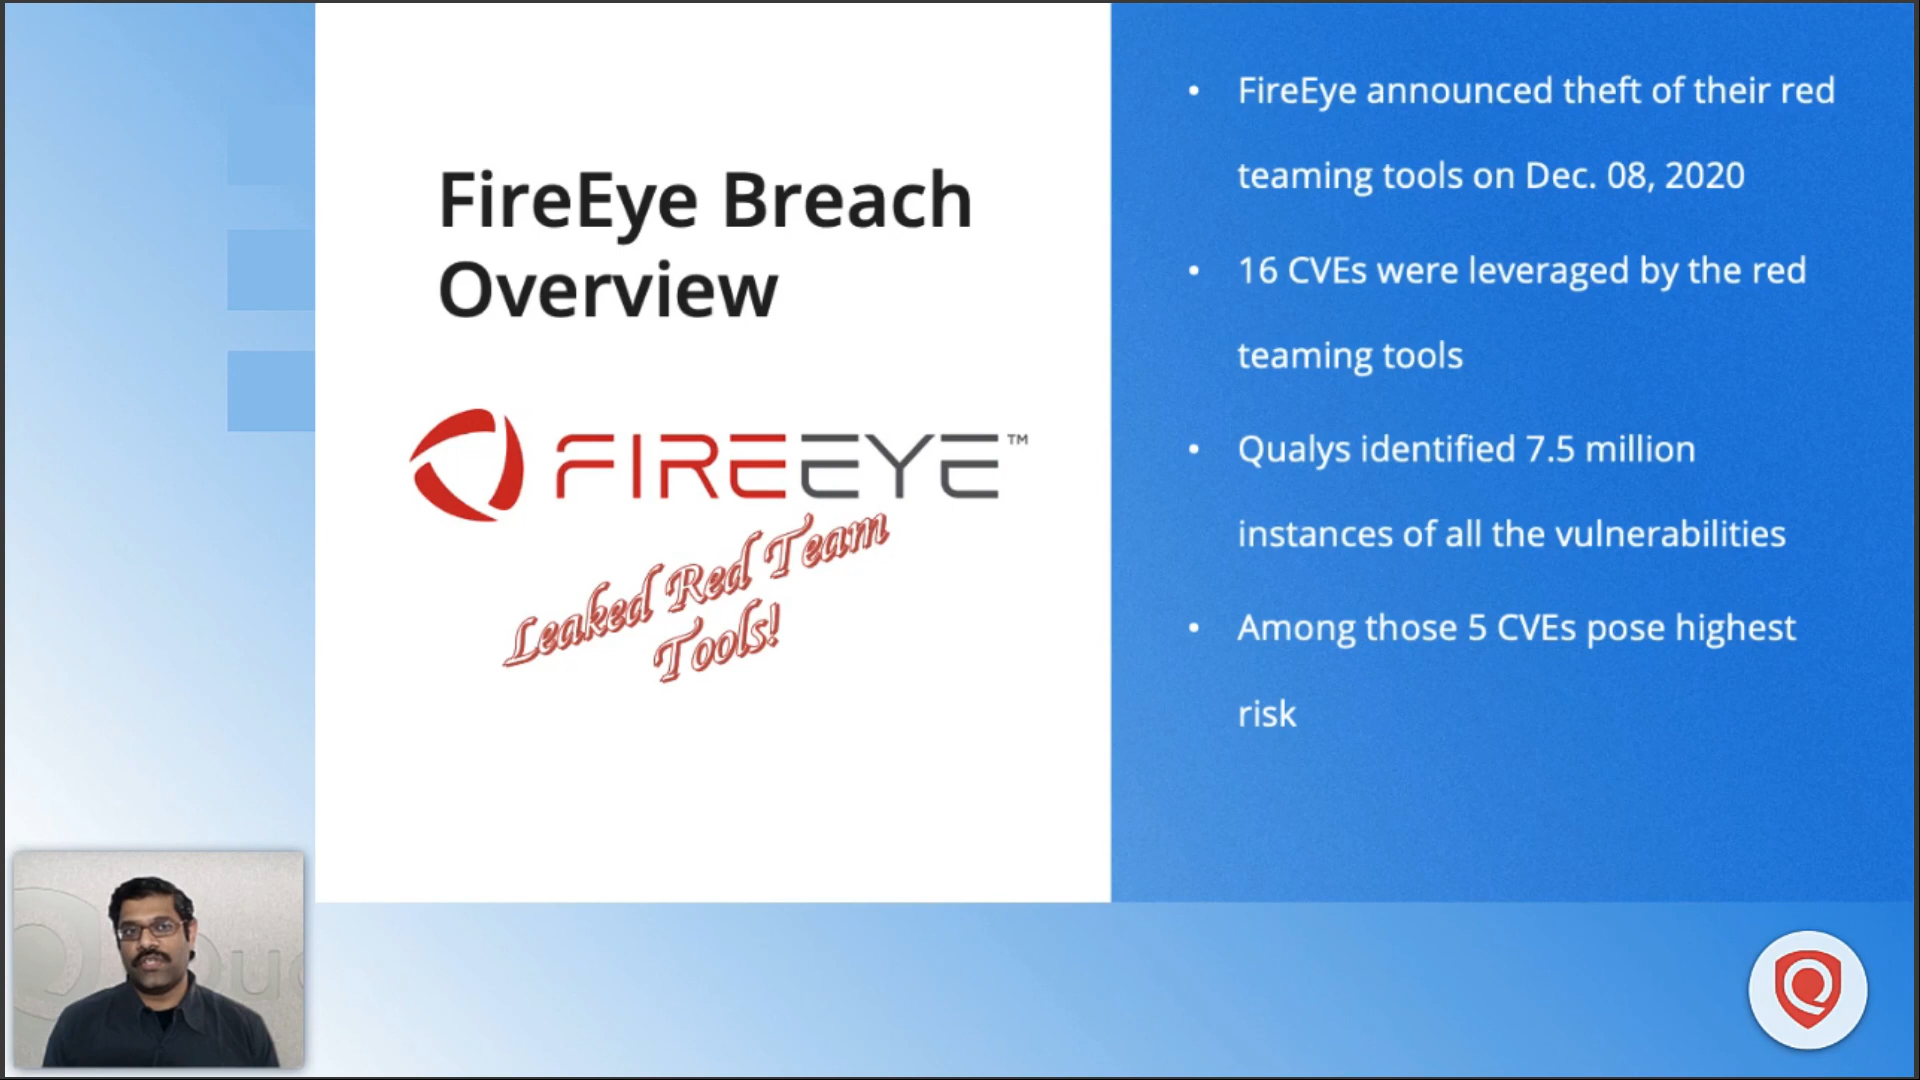 FireEye Breach
Overview
FIREEYE™
Leaked Red Team
Tools!
• FireEye announced theft of their red
teaming tools on Dec. 08, 2020
• 16 CVEs were leveraged by the red
teaming tools
• Qualys identified 7.5 million
instances of all the vulnerabilities
• Among those 5 CVEs pose highest
risk